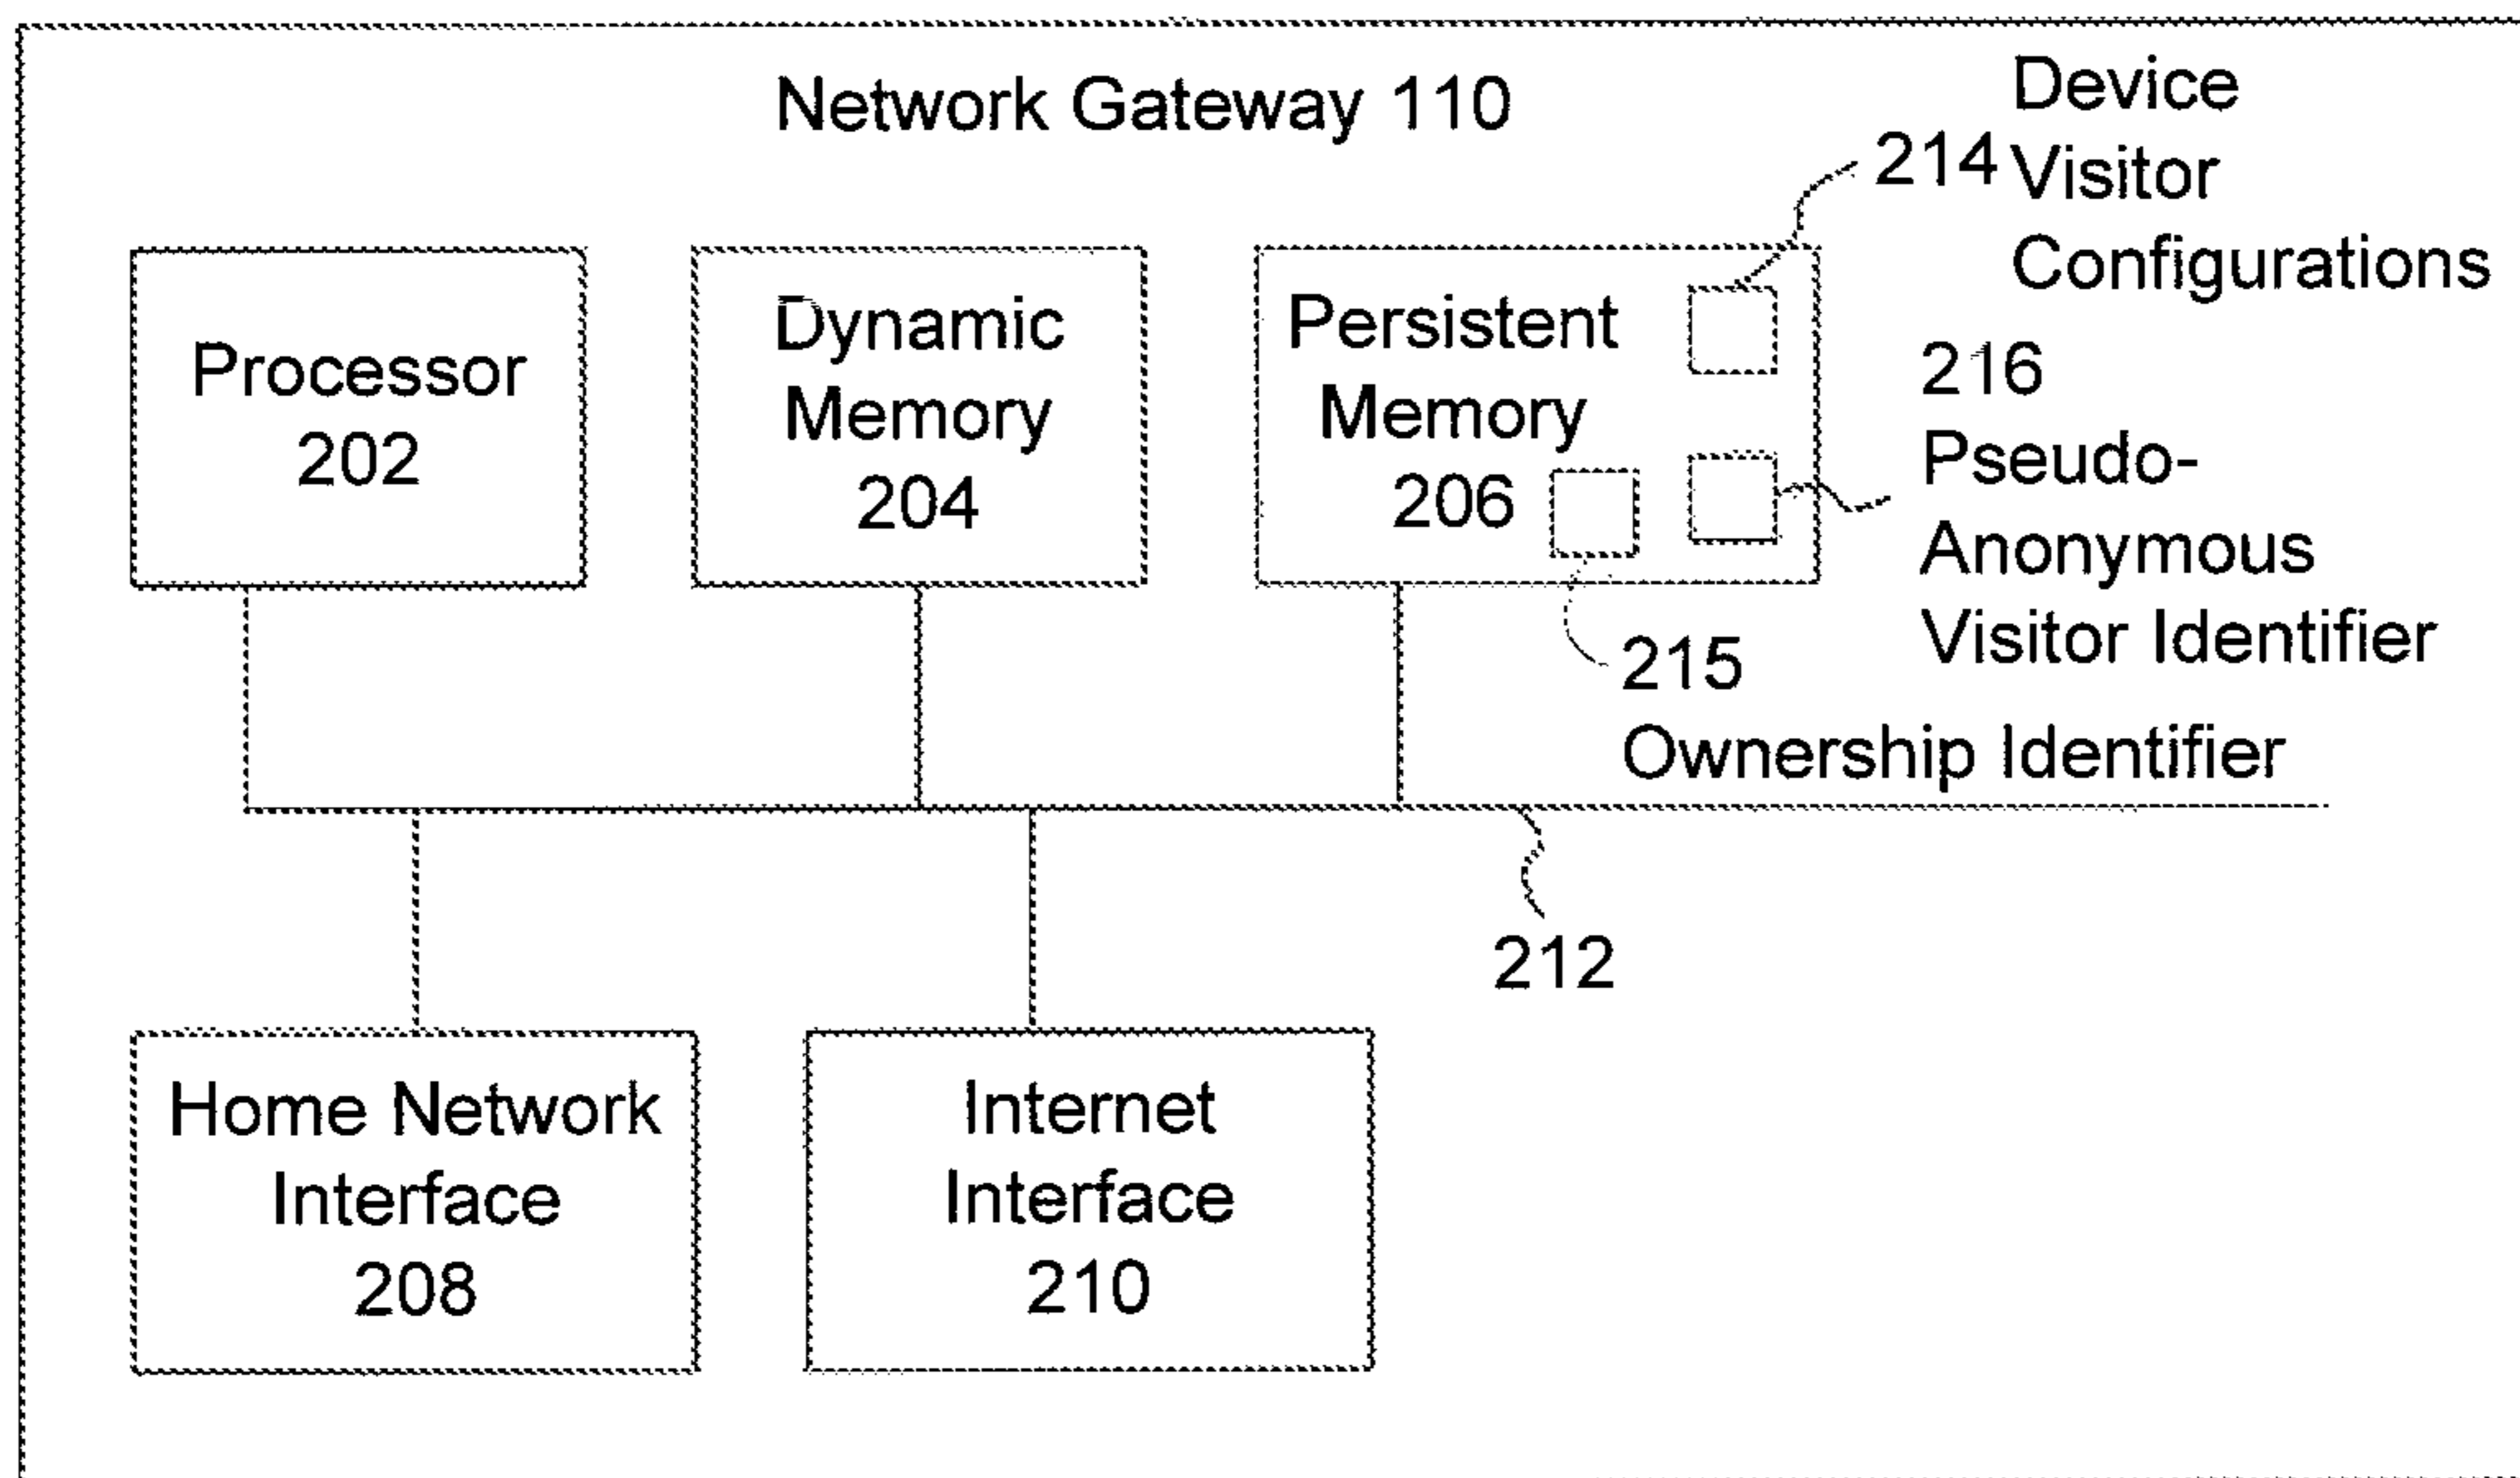 Network Gateway 110
214
Device
Visitor
Configurations
Processor
202
Dynamic
Memory
204
Persistent
Memory
206
216
Pseudo-
Anonymous
Visitor Identifier
215
Ownership Identifier
212
Home Network
Interface
208
Internet
Interface
210